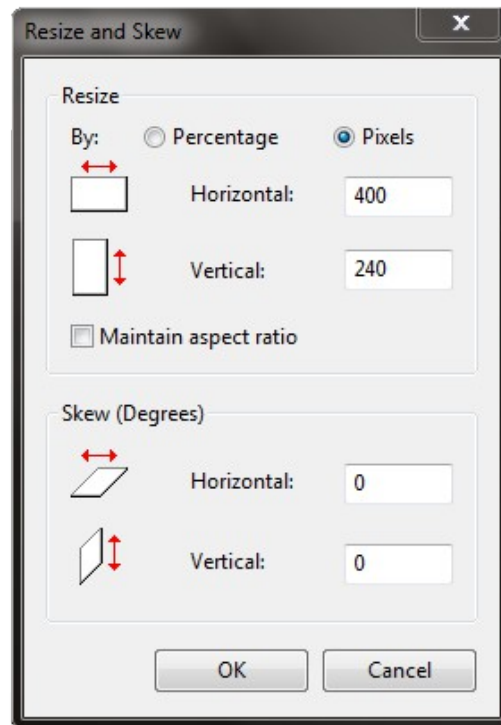 Resize and Skew
Resize
By: Percentage Pixels
Horizontal: 400
Vertical: 240
Maintain aspect ratio
Skew (Degrees)
Horizontal: 0
Vertical: 0
OK Cancel